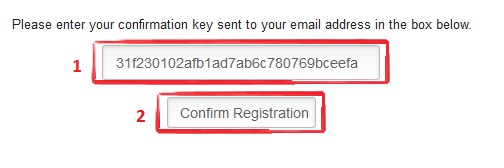 Please enter your confirmation key sent to your email address in the box below.
1 31f230102afb1ad7ab6c780769bceefa
2 Confirm Registration